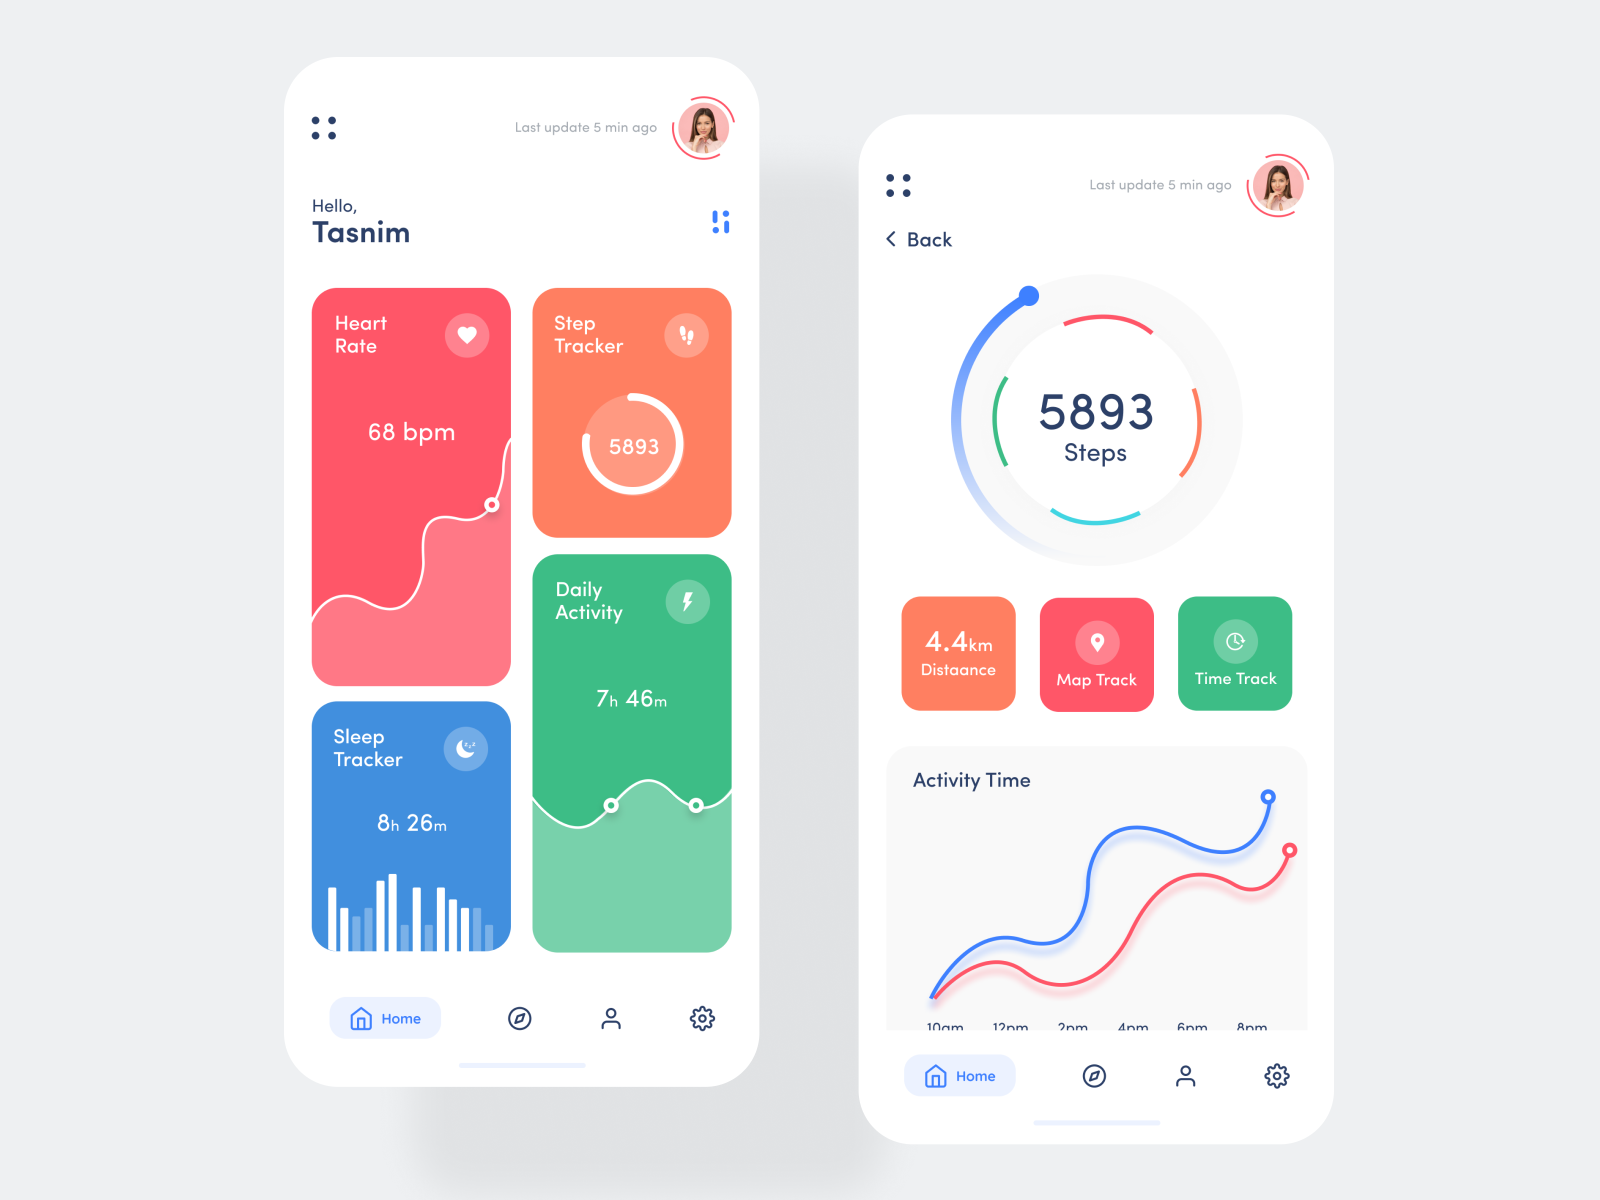 Last update 5 min ago
Hello,
Tasnim
Heart
Rate
68 bpm
Step
Tracker
5893
Daily
Activity
7h 46m
Sleep
Tracker
8h 26m
Home
Last update 5 min ago
Back
5893
Steps
4.4km
Distaance
Map Track
Time Track
Activity Time
10am 12pm 2pm 4pm 6pm 8pm
Home